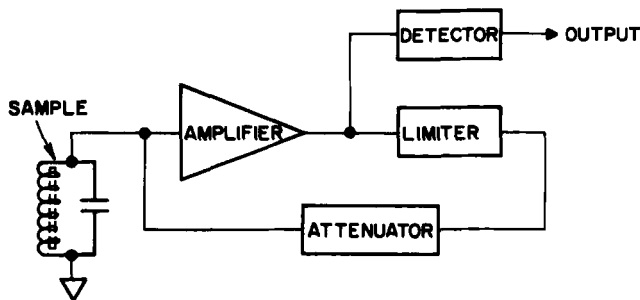 DETECTOR
OUTPUT
SAMPLE
AMPLIFIER
LIMITER
ATTENUATOR